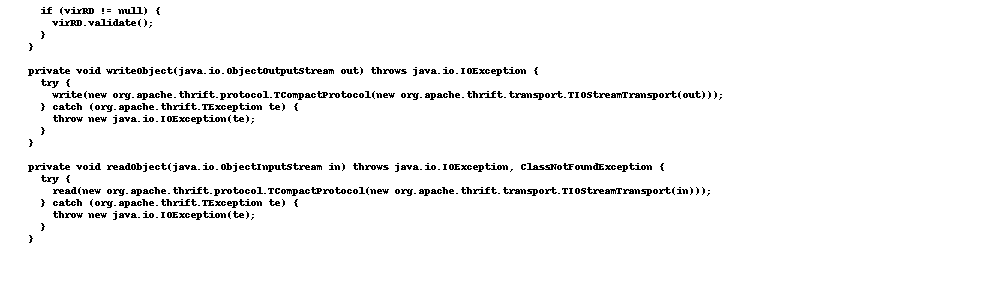 if (virRD != null) {
      virRD.validate();
    }
  }

  private void writeObject(java.io.ObjectOutputStream out) throws java.io.IOException {
    try {
      write(new org.apache.thrift.protocol.TCompactProtocol(new org.apache.thrift.transport.TIOStreamTransport(out)));
    } catch (org.apache.thrift.TException te) {
      throw new java.io.IOException(te);
    }
  }

  private void readObject(java.io.ObjectInputStream in) throws java.io.IOException, ClassNotFoundException {
    try {
      read(new org.apache.thrift.protocol.TCompactProtocol(new org.apache.thrift.transport.TIOStreamTransport(in)));
    } catch (org.apache.thrift.TException te) {
      throw new java.io.IOException(te);
    }
  }